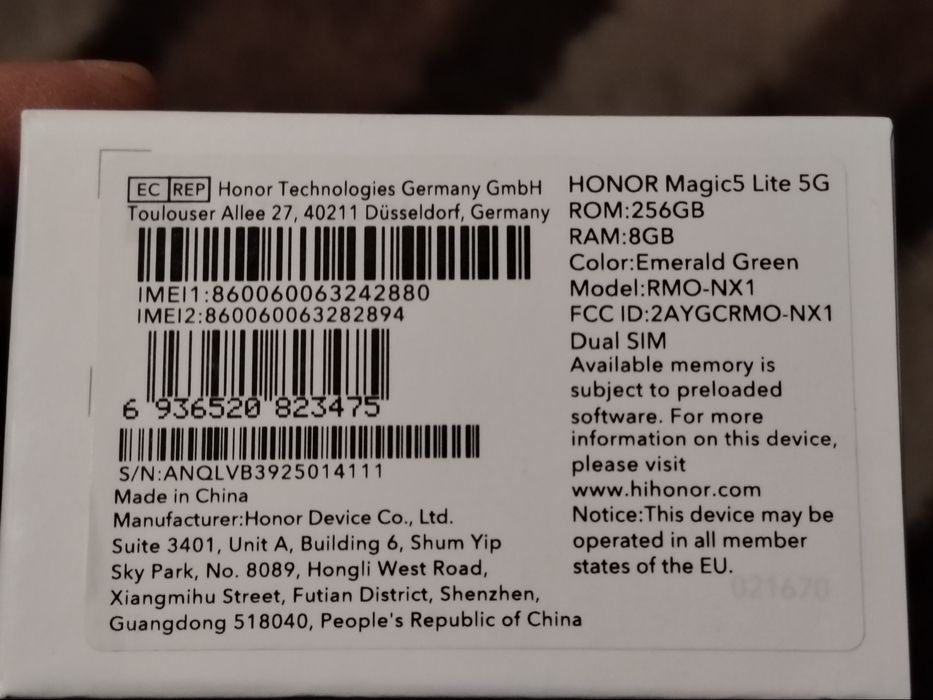 EC REP Honor Technologies Germany GmbH
Toulouser Allee 27, 40211 Düsseldorf, Germany
IMEI1:860060063242880
IMEI2:860060063282894
6 936520 823475
S/N:ANQLVB3925014111
Made in China
Manufacturer:Honor Device Co., Ltd.
Suite 3401, Unit A, Building 6, Shum Yip
Sky Park, No. 8089, Hongli West Road,
Xiangmihu Street, Futian District, Shenzhen,
Guangdong 518040, People's Republic of China
HONOR Magic5 Lite 5G
ROM:256GB
RAM:8GB
Color:Emerald Green
Model:RMO-NX1
FCC ID:2AYGCRMO-NX1
Dual SIM
Available memory is
subject to preloaded
software. For more
information on this device,
please visit
www.hihonor.com
Notice:This device may be
operated in all member
states of the EU.
021670